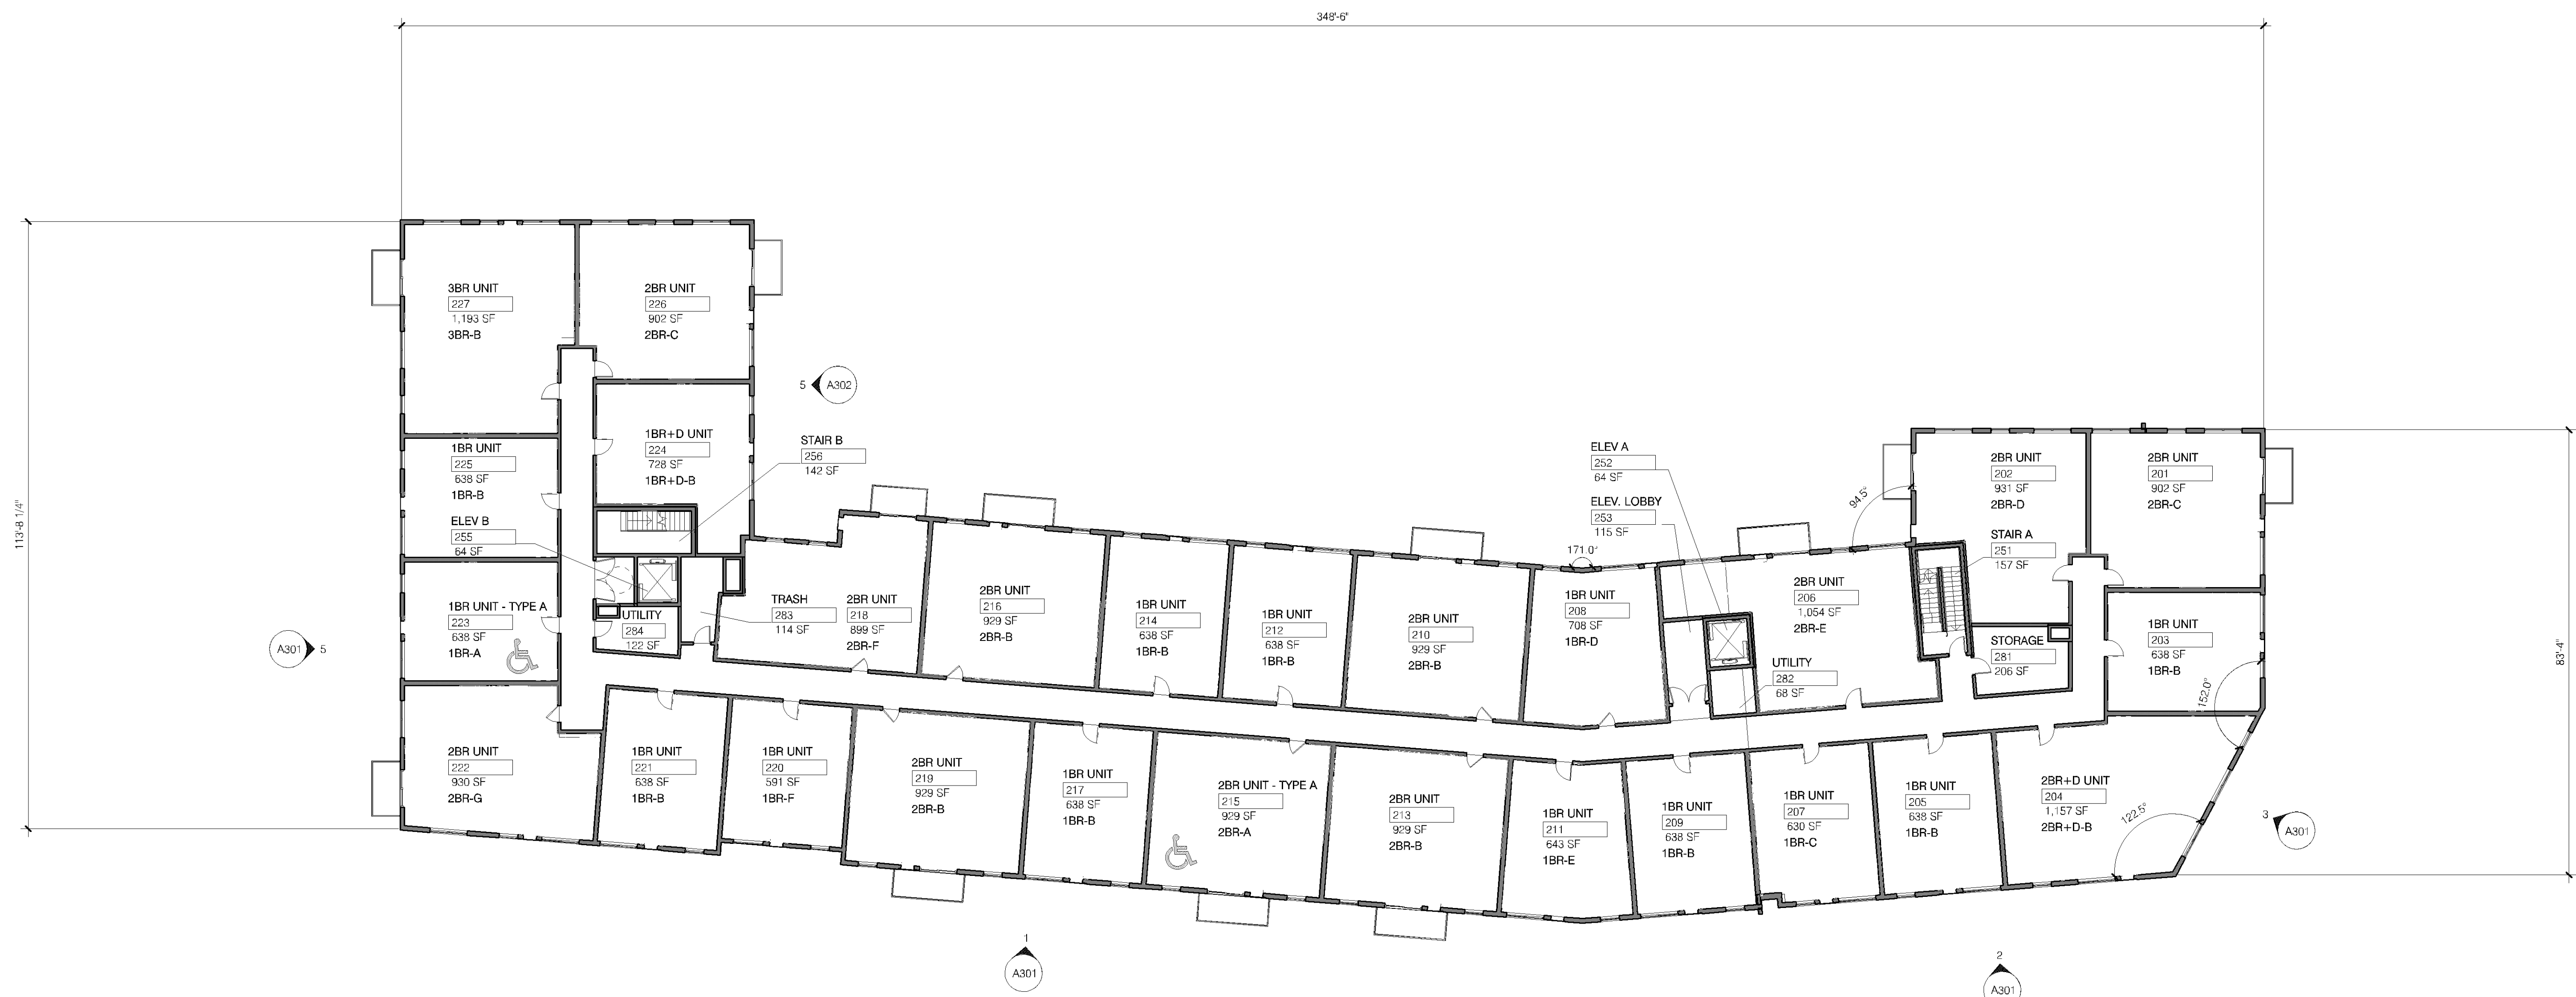 348'-6"
113'-8 1/4"
83'-4"
3BR UNIT
227
1,193 SF
3BR-B
2BR UNIT
226
902 SF
2BR-C
5
A302
1BR+D UNIT
224
728 SF
1BR+D-B
STAIR B
256
142 SF
1BR UNIT
225
638 SF
1BR-B
ELEV B
255
64 SF
1BR UNIT - TYPE A
223
638 SF
1BR-A
A301
5
UTILITY
284
122 SF
TRASH
283
114 SF
2BR UNIT
218
899 SF
2BR-F
2BR UNIT
216
929 SF
2BR-B
1BR UNIT
214
638 SF
1BR-B
1BR UNIT
212
638 SF
1BR-B
2BR UNIT
210
929 SF
2BR-B
171.0°
1BR UNIT
208
708 SF
1BR-D
ELEV A
252
64 SF
ELEV. LOBBY
253
115 SF
94.5°
2BR UNIT
206
1,054 SF
2BR-E
UTILITY
282
68 SF
2BR UNIT
202
931 SF
2BR-D
STAIR A
251
157 SF
2BR UNIT
201
902 SF
2BR-C
STORAGE
281
206 SF
1BR UNIT
203
638 SF
1BR-B
152.0°
2BR UNIT
222
930 SF
2BR-G
1BR UNIT
221
638 SF
1BR-B
1BR UNIT
220
591 SF
1BR-F
2BR UNIT
219
929 SF
2BR-B
1BR UNIT
217
638 SF
1BR-B
2BR UNIT - TYPE A
215
929 SF
2BR-A
2BR UNIT
213
929 SF
2BR-B
1BR UNIT
211
643 SF
1BR-E
1BR UNIT
209
638 SF
1BR-B
1BR UNIT
207
630 SF
1BR-C
1BR UNIT
205
638 SF
1BR-B
2BR+D UNIT
204
1,157 SF
2BR+D-B
122.5°
3
A301
1
A301
2
A301